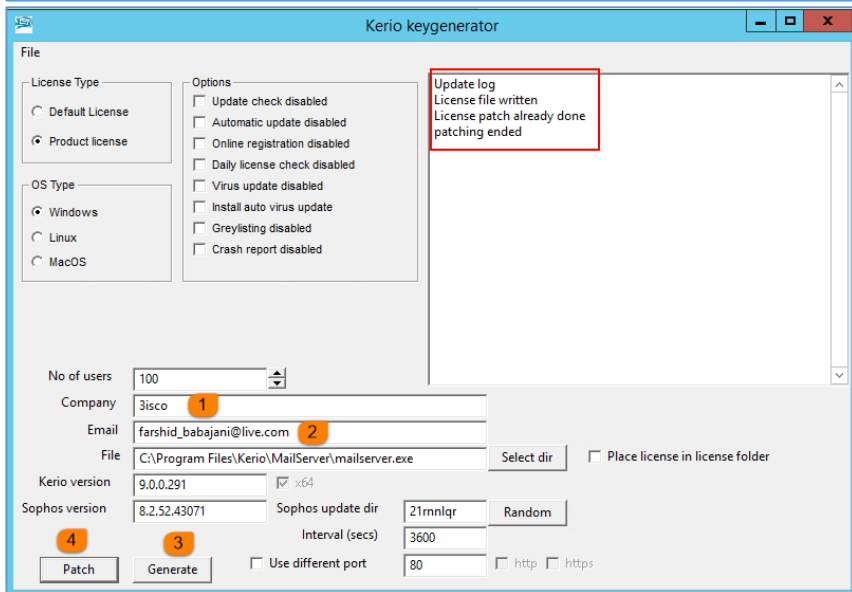 Kerio keygenerator
File
License Type
Default License
Product license
OS Type
Windows
Linux
MacOS
Options
Update check disabled
Automatic update disabled
Online registration disabled
Daily license check disabled
Virus update disabled
Install auto virus update
Greylisting disabled
Crash report disabled
Update log
License file written
License patch already done
patching ended
No of users 100
Company 3isco 1
Email farshid_babajani@live.com 2
File C:\Program Files\Kerio\MailServer\mailserver.exe Select dir Place license in license folder
Kerio version 9.0.0.291 x64
Sophos version 8.2.52.43071 Sophos update dir 21rnnlqr Random
Interval (secs) 3600
4 3
Patch Generate Use different port 80 http https